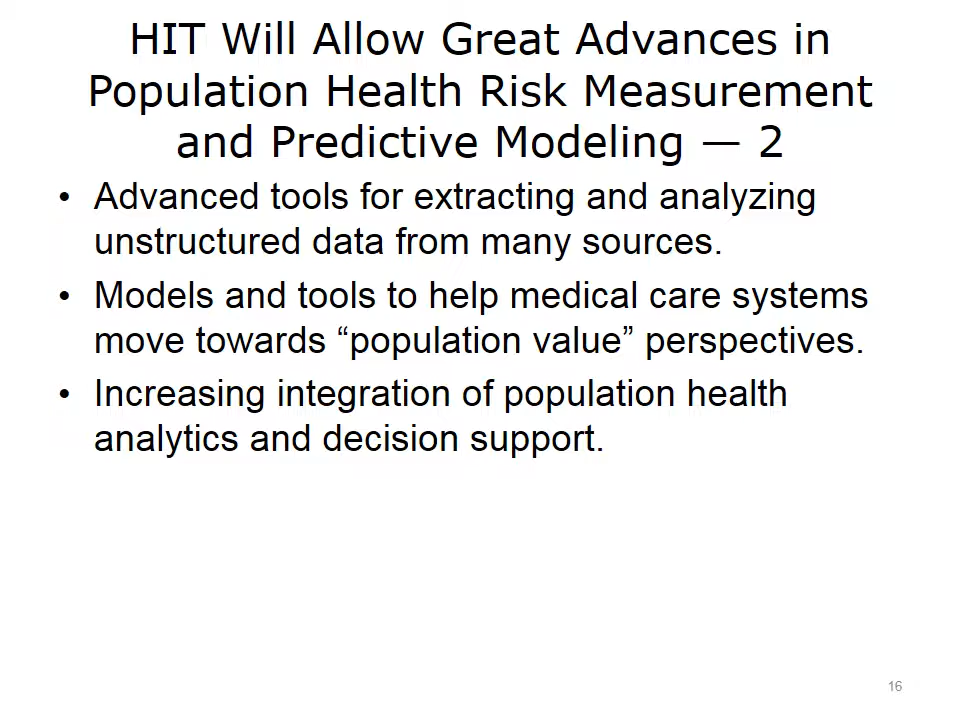 HIT Will Allow Great Advances in
Population Health Risk Measurement
and Predictive Modeling — 2
• Advanced tools for extracting and analyzing
unstructured data from many sources.
• Models and tools to help medical care systems
move towards “population value” perspectives.
• Increasing integration of population health
analytics and decision support.
16